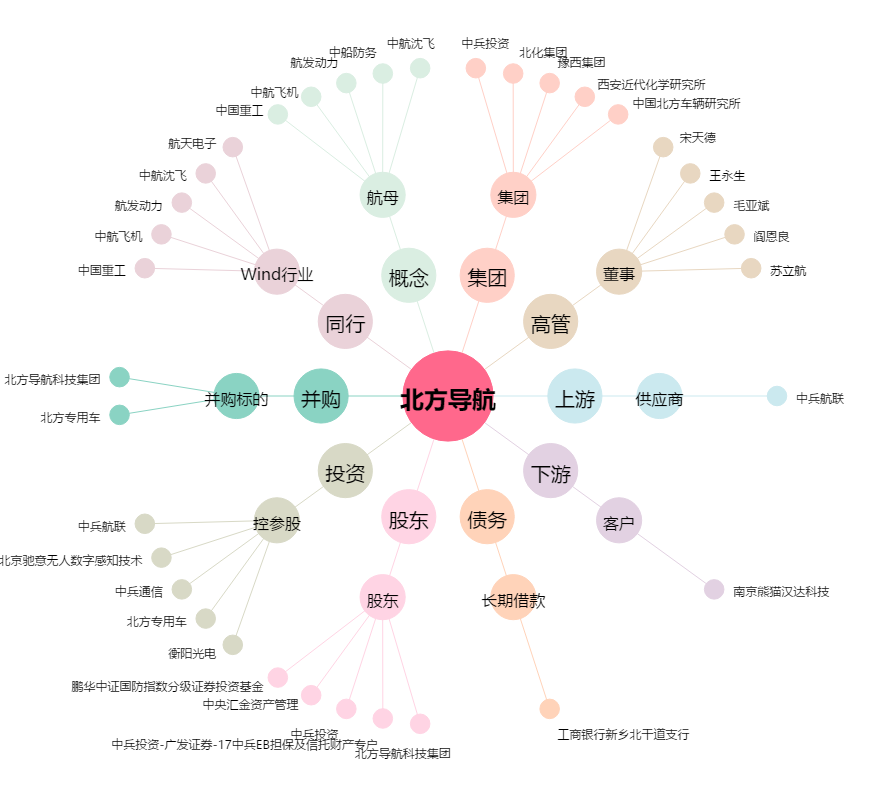 中航沈飞
中船防务
航发动力
中航飞机
中国重工
航母
概念
中兵投资
北化集团
豫西集团
西安近代化学研究所
中国北方车辆研究所
集团
集团
航天电子
中航沈飞
航发动力
中航飞机
中国重工
Wind行业
同行
宋天德
王永生
毛亚斌
阎恩良
苏立航
董事
高管
北方导航科技集团
北方专用车
并购标的
并购
北方导航
上游
供应商
中兵航联
投资
控参股
中兵航联
北京驰意无人数字感知技术
中兵通信
北方专用车
衡阳光电
下游
客户
南京熊猫汉达科技
股东
股东
鹏华中证国防指数分级证券投资基金
中央汇金资产管理
中兵投资
中兵投资-广发证券-17中兵EB担保及信托财产专户
北方导航科技集团
债务
长期借款
工商银行新乡北干道支行